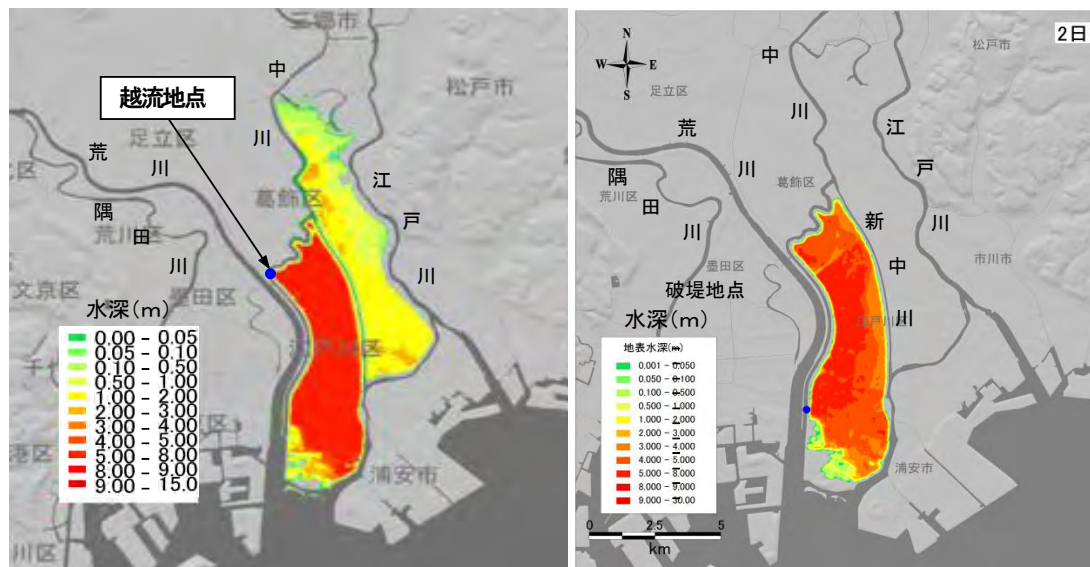 三郷市
中
川
越流地点
松戸市
足立区
荒
川
江
戸
川
葛飾区
隅
田
川
荒川区
文京区
墨田区
水深(m)
0.00 - 0.05
0.05 - 0.10
0.10 - 0.50
0.50 - 1.00
1.00 - 2.00
2.00 - 3.00
3.00 - 4.00
4.00 - 5.00
5.00 - 8.00
8.00 - 9.00
9.00 - 15.0
江戸川区
浦安市
港区
川区
2日
N
W
E
S
中
川
松戸市
足立区
荒
川
江
戸
川
葛飾区
隅
田
川
荒川区
新
中
川
市川市
墨田区
破堤地点
江戸川区
水深(m)
地表水深(m)
0.001 - 0.050
0.050 - 0.100
0.100 - 0.500
0.500 - 1.000
1.000 - 2.000
2.000 - 3.000
3.000 - 4.000
4.000 - 5.000
5.000 - 8.000
8.000 - 9.000
9.000 - 30.00
浦安市
0 2.5 5
km